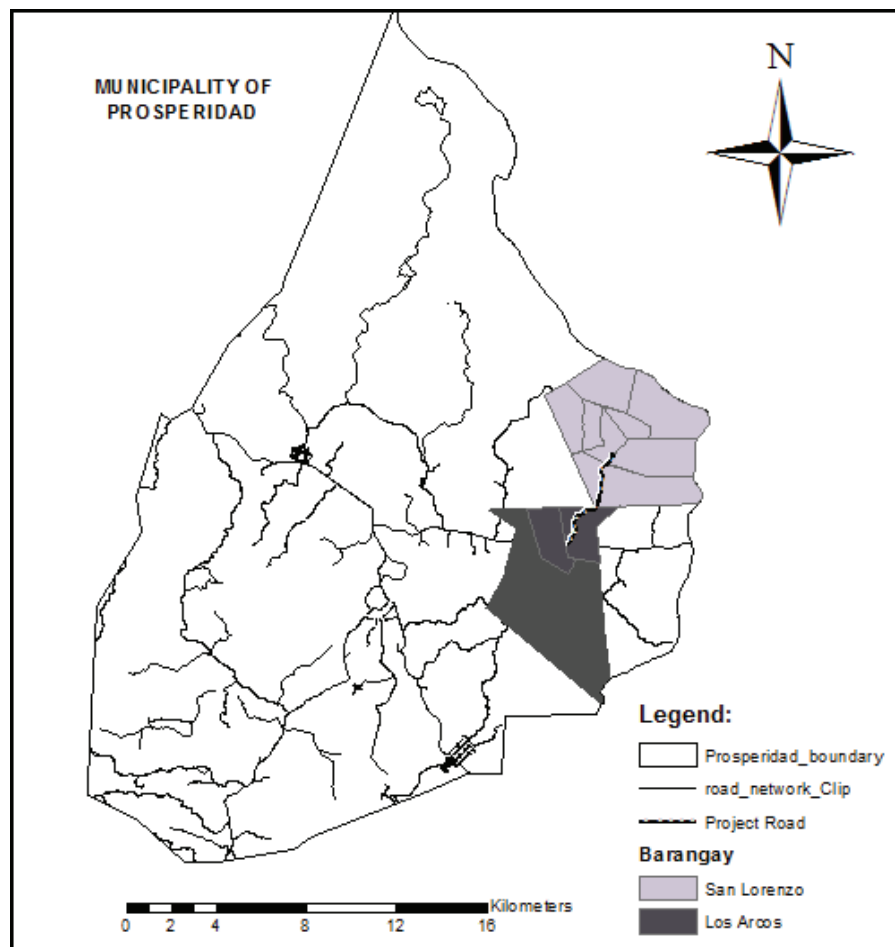 MUNICIPALITY OF
PROSPERIDAD
N
Legend:
Prosperidad_boundary
road_network_Clip
Project Road
Barangay
San Lorenzo
Los Arcos
Kilometers
0 2 4 8 12 16